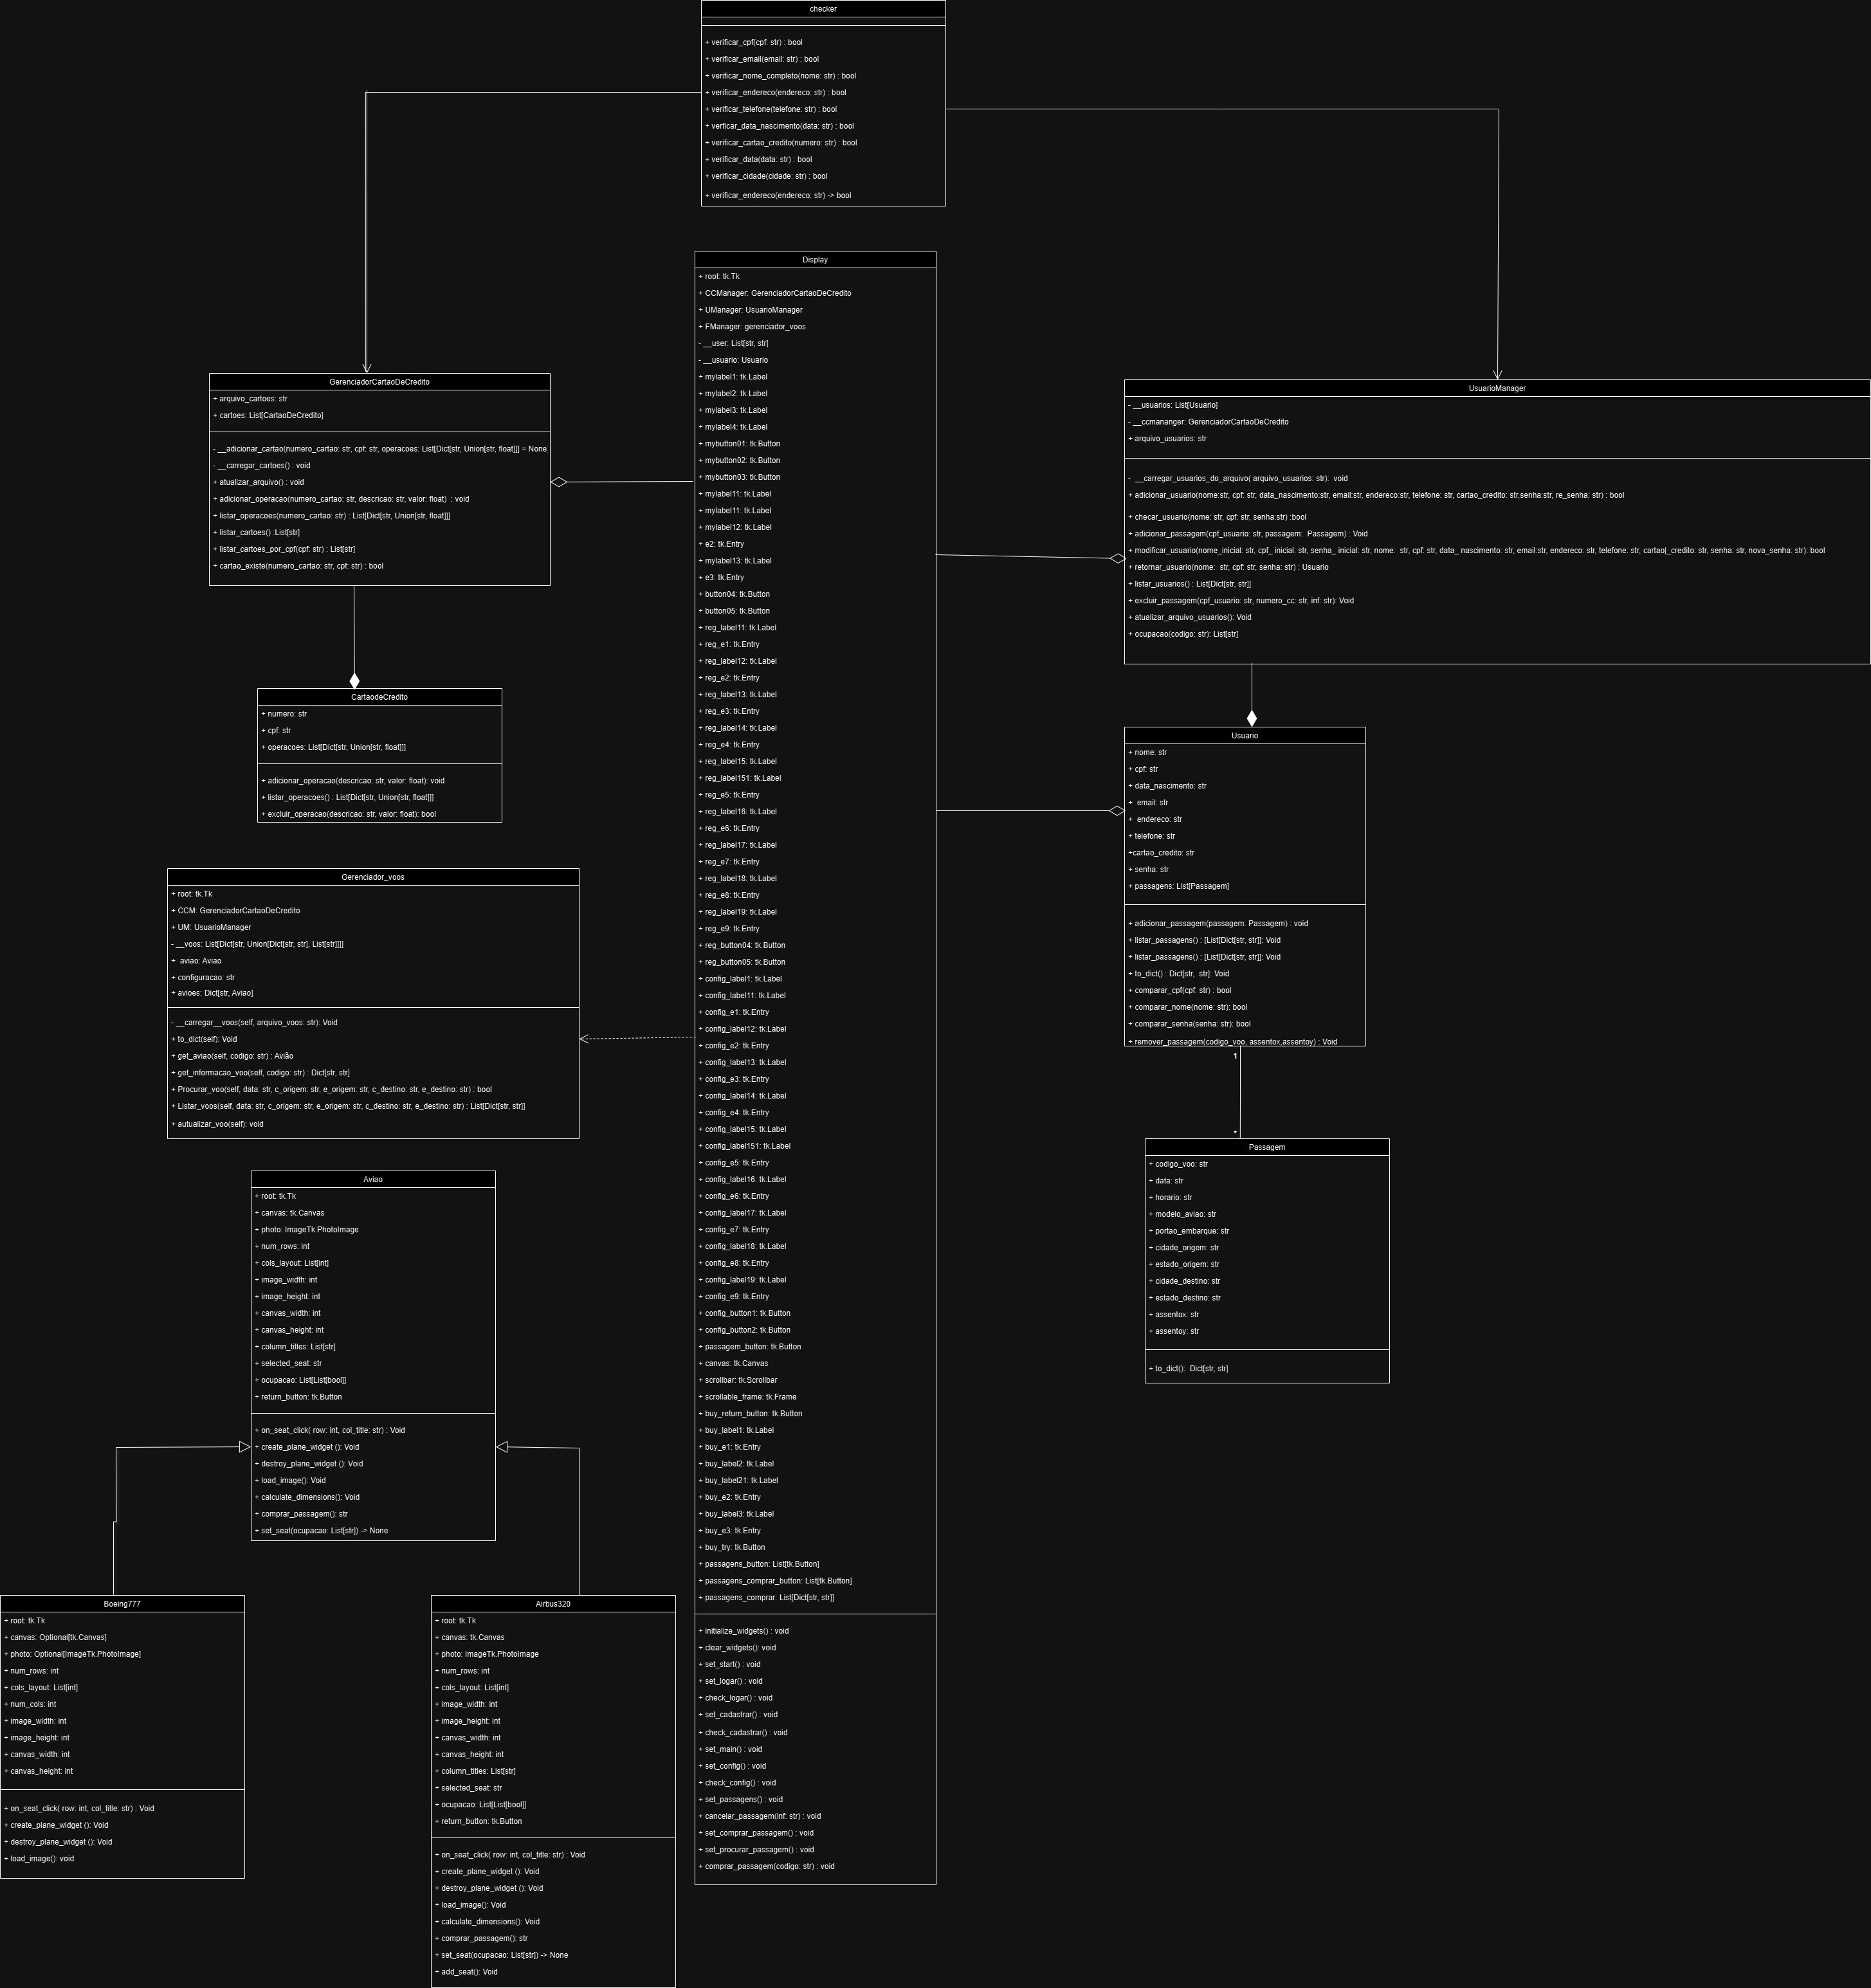 checker
+ verificar_cpf(cpf: str) : bool
+ verificar_email(email: str) : bool
+ verificar_nome_completo(nome: str) : bool
+ verificar_endereco(endereco: str) : bool
+ verificar_telefone(telefone: str) : bool
+ verficar_data_nascimento(data: str) : bool
+ verificar_cartao_credito(numero: str) : bool
+ verificar_data(data: str) : bool
+ verificar_cidade(cidade: str) : bool
+ verificar_endereco(endereco: str) -> bool
GerenciadorCartaoDeCredito
+ arquivo_cartoes: str
+ cartoes: List[CartaoDeCredito]
- __adicionar_cartao(numero_cartao: str, cpf: str, operacoes: List[Dict[str, Union[str, float]]] = None
- __carregar_cartoes() : void
+ atualizar_arquivo() : void
+ adicionar_operacao(numero_cartao: str, descricao: str, valor: float)  : void
+ listar_operacoes(numero_cartao: str) : List[Dict[str, Union[str, float]]]
+ listar_cartoes() :List[str]
+ listar_cartoes_por_cpf(cpf: str) : List[str]
+ cartao_existe(numero_cartao: str, cpf: str) : bool
CartaodeCredito
+ numero: str
+ cpf: str
+ operacoes: List[Dict[str, Union[str, float]]]
+ adicionar_operacao(descricao: str, valor: float): void
+ listar_operacoes() : List[Dict[str, Union[str, float]]]
+ excluir_operacao(descricao: str, valor: float): bool
Gerenciador_voos
+ root: tk.Tk
+ CCM: GerenciadorCartaoDeCredito
+ UM: UsuarioManager
- __voos: List[Dict[str, Union[Dict[str, str], List[str]]]]
+  aviao: Aviao
+ configuracao: str
+ avioes: Dict[str, Aviao]
- __carregar__voos(self, arquivo_voos: str): Void
+ to_dict(self): Void
+ get_aviao(self, codigo: str) : Avião
+ get_informacao_voo(self, codigo: str) : Dict[str, str]
+ Procurar_voo(self, data: str, c_origem: str, e_origem: str, c_destino: str, e_destino: str) : bool
+ Listar_voos(self, data: str, c_origem: str, e_origem: str, c_destino: str, e_destino: str) : List[Dict[str, str]]
+ autualizar_voo(self): void
Aviao
+ root: tk.Tk
+ canvas: tk.Canvas
+ photo: ImageTk.PhotoImage
+ num_rows: int
+ cols_layout: List[int]
+ image_width: int
+ image_height: int
+ canvas_width: int
+ canvas_height: int
+ column_titles: List[str]
+ selected_seat: str
+ ocupacao: List[List[bool]]
+ return_button: tk.Button
+ on_seat_click( row: int, col_title: str) : Void
+ create_plane_widget (): Void
+ destroy_plane_widget (): Void
+ load_image(): Void
+ calculate_dimensions(): Void
+ comprar_passagem(): str
+ set_seat(ocupacao: List[str]) -> None
Boeing777
+ root: tk.Tk
+ canvas: Optional[tk.Canvas]
+ photo: Optional[ImageTk.PhotoImage]
+ num_rows: int
+ cols_layout: List[int]
+ num_cols: int
+ image_width: int
+ image_height: int
+ canvas_width: int
+ canvas_height: int
+ on_seat_click( row: int, col_title: str) : Void
+ create_plane_widget (): Void
+ destroy_plane_widget (): Void
+ load_image(): void
Airbus320
+ root: tk.Tk
+ canvas: tk.Canvas
+ photo: ImageTk.PhotoImage
+ num_rows: int
+ cols_layout: List[int]
+ image_width: int
+ image_height: int
+ canvas_width: int
+ canvas_height: int
+ column_titles: List[str]
+ selected_seat: str
+ ocupacao: List[List[bool]]
+ return_button: tk.Button
+ on_seat_click( row: int, col_title: str) : Void
+ create_plane_widget (): Void
+ destroy_plane_widget (): Void
+ load_image(): Void
+ calculate_dimensions(): Void
+ comprar_passagem(): str
+ set_seat(ocupacao: List[str]) -> None
+ add_seat(): Void
Display
+ root: tk.Tk
+ CCManager: GerenciadorCartaoDeCredito
+ UManager: UsuarioManager
+ FManager: gerenciador_voos
- __user: List[str, str]
- __usuario: Usuario
+ mylabel1: tk.Label
+ mylabel2: tk.Label
+ mylabel3: tk.Label
+ mylabel4: tk.Label
+ mybutton01: tk.Button
+ mybutton02: tk.Button
+ mybutton03: tk.Button
+ mylabel11: tk.Label
+ mylabel11: tk.Label
+ mylabel12: tk.Label
+ e2: tk.Entry
+ mylabel13: tk.Label
+ e3: tk.Entry
+ button04: tk.Button
+ button05: tk.Button
+ reg_label11: tk.Label
+ reg_e1: tk.Entry
+ reg_label12: tk.Label
+ reg_e2: tk.Entry
+ reg_label13: tk.Label
+ reg_e3: tk.Entry
+ reg_label14: tk.Label
+ reg_e4: tk.Entry
+ reg_label15: tk.Label
+ reg_label151: tk.Label
+ reg_e5: tk.Entry
+ reg_label16: tk.Label
+ reg_e6: tk.Entry
+ reg_label17: tk.Label
+ reg_e7: tk.Entry
+ reg_label18: tk.Label
+ reg_e8: tk.Entry
+ reg_label19: tk.Label
+ reg_e9: tk.Entry
+ reg_button04: tk.Button
+ reg_button05: tk.Button
+ config_label1: tk.Label
+ config_label11: tk.Label
+ config_e1: tk.Entry
+ config_label12: tk.Label
+ config_e2: tk.Entry
+ config_label13: tk.Label
+ config_e3: tk.Entry
+ config_label14: tk.Label
+ config_e4: tk.Entry
+ config_label15: tk.Label
+ config_label151: tk.Label
+ config_e5: tk.Entry
+ config_label16: tk.Label
+ config_e6: tk.Entry
+ config_label17: tk.Label
+ config_e7: tk.Entry
+ config_label18: tk.Label
+ config_e8: tk.Entry
+ config_label19: tk.Label
+ config_e9: tk.Entry
+ config_button1: tk.Button
+ config_button2: tk.Button
+ passagem_button: tk.Button
+ canvas: tk.Canvas
+ scrollbar: tk.Scrollbar
+ scrollable_frame: tk.Frame
+ buy_return_button: tk.Button
+ buy_label1: tk.Label
+ buy_e1: tk.Entry
+ buy_label2: tk.Label
+ buy_label21: tk.Label
+ buy_e2: tk.Entry
+ buy_label3: tk.Label
+ buy_e3: tk.Entry
+ buy_try: tk.Button
+ passagens_button: List[tk.Button]
+ passagens_comprar_button: List[tk.Button]
+ passagens_comprar: List[Dict[str, str]]
+ initialize_widgets() : void
+ clear_widgets(): void
+ set_start() : void
+ set_logar() : void
+ check_logar() : void
+ set_cadastrar() : void
+ check_cadastrar() : void
+ set_main() : void
+ set_config() : void
+ check_config() : void
+ set_passagens() : void
+ cancelar_passagem(inf: str) : void
+ set_comprar_passagem() : void
+ set_procurar_passagem() : void
+ comprar_passagem(codigo: str) : void
UsuarioManager
- __usuarios: List[Usuario]
- __ccmananger: GerenciadorCartaoDeCredito
+ arquivo_usuarios: str
-  __carregar_usuarios_do_arquivo( arquivo_usuarios: str):  void
+ adicionar_usuario(nome:str, cpf: str, data_nascimento:str, email:str, endereco:str, telefone: str, cartao_credito: str,senha:str, re_senha: str) : bool
+ checar_usuario(nome: str, cpf: str, senha:str) :bool
+ adicionar_passagem(cpf_usuario: str, passagem:  Passagem) : Void
+ modificar_usuario(nome_inicial: str, cpf_ inicial: str, senha_ inicial: str, nome:  str, cpf: str, data_ nascimento: str, email:str, endereco: str, telefone: str, cartao|_credito: str, senha: str, nova_senha: str): bool
+ retornar_usuario(nome:  str, cpf: str, senha: str) : Usuario
+ listar_usuarios() : List[Dict[str, str]]
+ excluir_passagem(cpf_usuario: str, numero_cc: str, inf: str): Void
+ atualizar_arquivo_usuarios(): Void
+ ocupacao(codigo: str): List[str]
Usuario
+ nome: str
+ cpf: str
+ data_nascimento: str
+  email: str
+  endereco: str
+ telefone: str
+cartao_credito: str
+ senha: str
+ passagens: List[Passagem]
+ adicionar_passagem(passagem: Passagem) : void
+ listar_passagens() : [List[Dict[str, str]]: Void
+ listar_passagens() : [List[Dict[str, str]]: Void
+ to_dict() : Dict[str,  str]: Void
+ comparar_cpf(cpf: str) : bool
+ comparar_nome(nome: str): bool
+ comparar_senha(senha: str): bool
+ remover_passagem(codigo_voo, assentox,assentoy) : Void
1
*
Passagem
+ codigo_voo: str
+ data: str
+ horario: str
+ modelo_aviao: str
+ portao_embarque: str
+ cidade_origem: str
+ estado_origem: str
+ cidade_destino: str
+ estado_destino: str
+ assentox: str
+ assentoy: str
+ to_dict():  Dict[str, str]